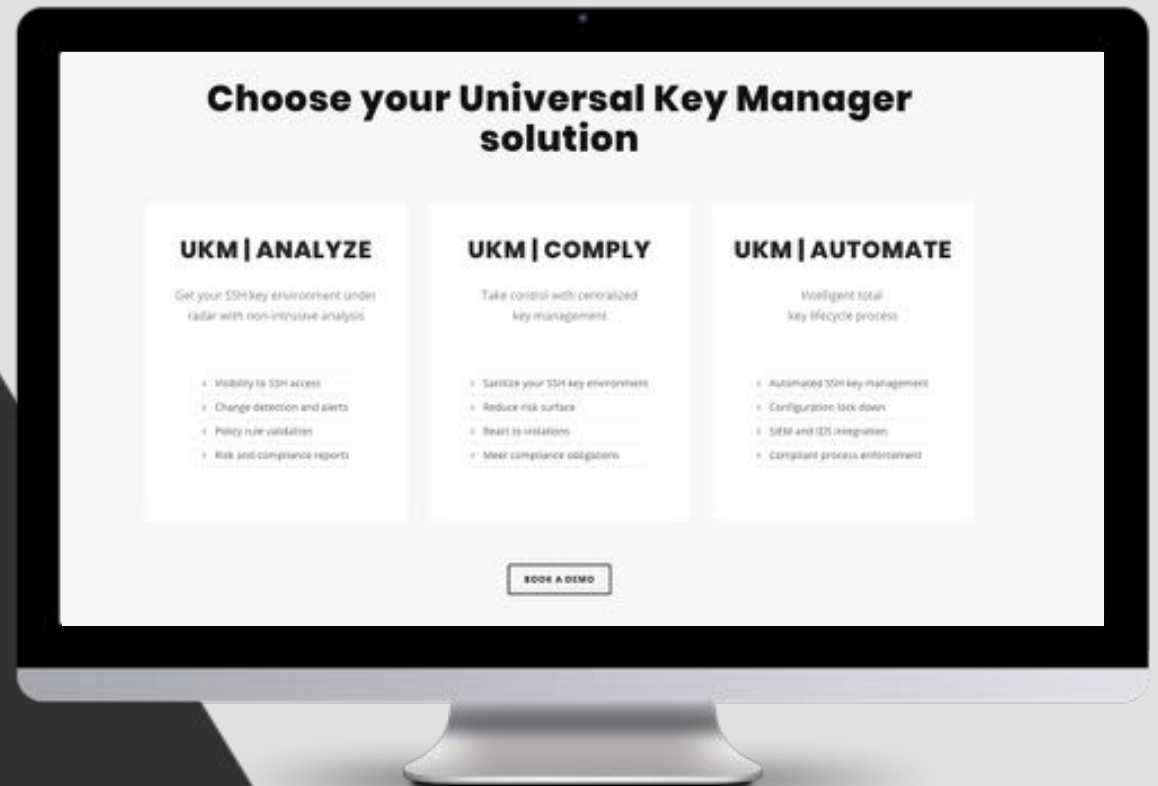 Choose your Universal Key Manager
solution
UKM | ANALYZE
Get your SSH key environment under
radar with non-intrusive analysis
Visibility to SSH access
Change detection and alerts
Policy rule validation
Risk and compliance reports
UKM | COMPLY
Take control with centralized
key management
Sanitize your SSH key environment
Reduce risk surface
React to violations
Meet compliance obligations
UKM | AUTOMATE
Intelligent total
key lifecycle process
Automated SSH key management
Configuration lock down
SIEM and IDS integration
Compliant process enforcement
BOOK A DEMO